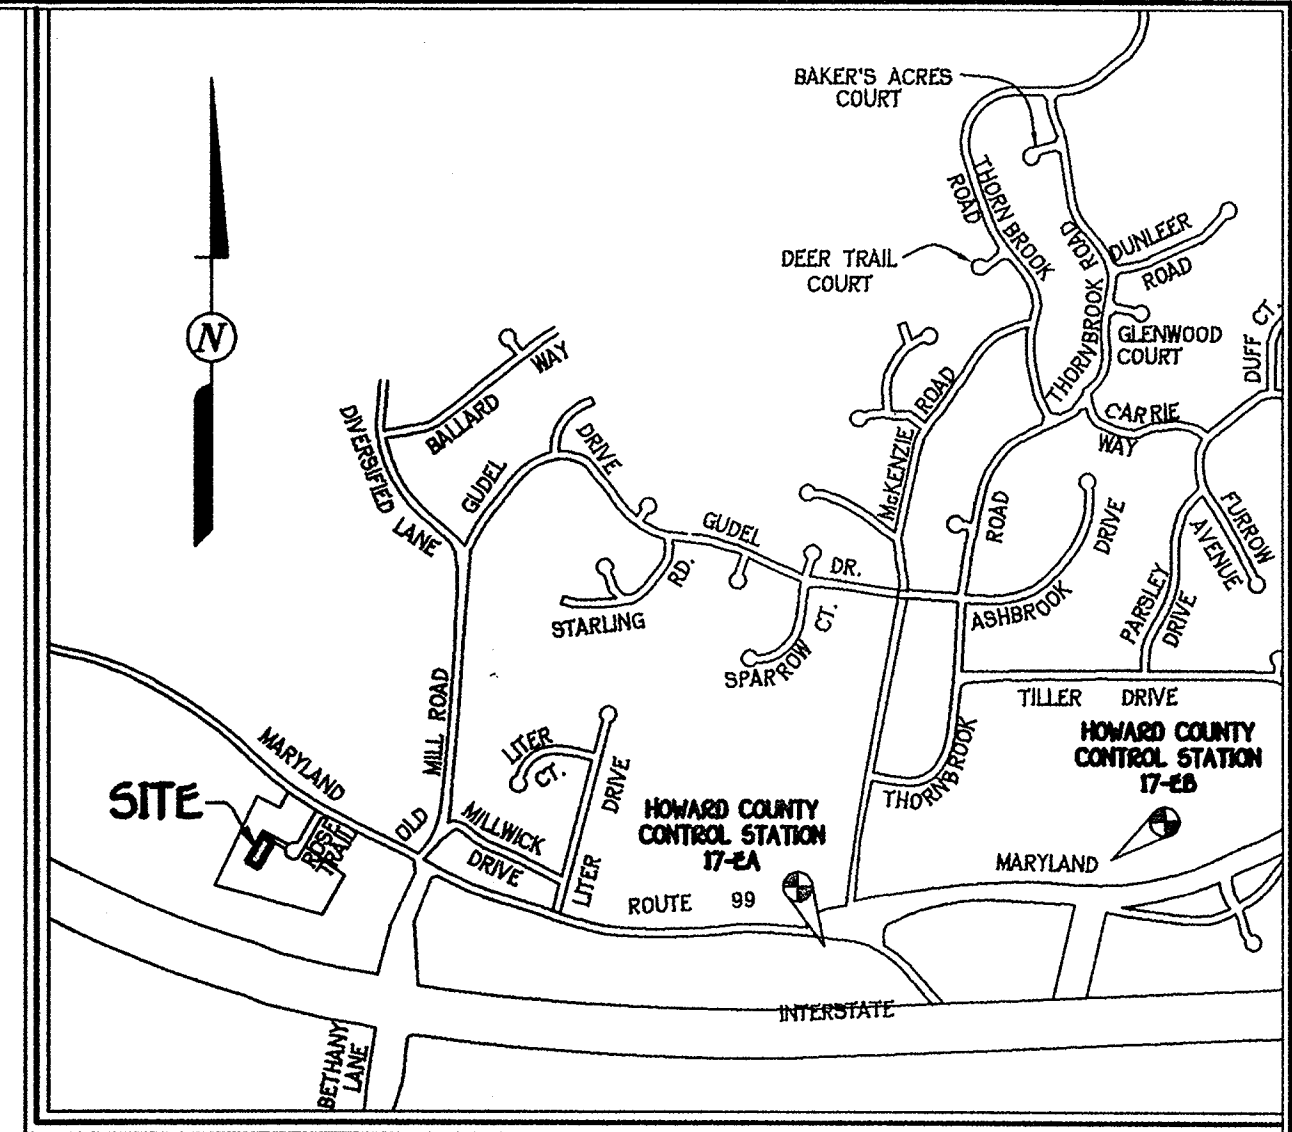 BAKER'S ACRES
COURT
THORNBROOK
ROAD
DUNLEER
ROAD
THORNBROOK ROAD
DEER TRAIL
COURT
GLENWOOD
COURT
DUFF CT.
N
WAY
BALLARD
DIVERSIFIED LANE
GUDEL
DRIVE
McKENZIE
ROAD
CARRIE
WAY
ROAD
DRIVE
FURROW
AVENUE
GUDEL
DR.
STARLING
RD.
SPARROW
CT.
ASHBROOK
PARSLEY
DRIVE
TILLER DRIVE
MARYLAND
MILL ROAD
OLD
LITER
CT.
DRIVE
LITER
MILLWICK
DRIVE
THORNBROOK
HOWARD COUNTY
CONTROL STATION
17-EB
SITE
ROSE
TRAIL
HOWARD COUNTY
CONTROL STATION
17-EA
ROUTE 99
MARYLAND
INTERSTATE
BETHANY
LANE